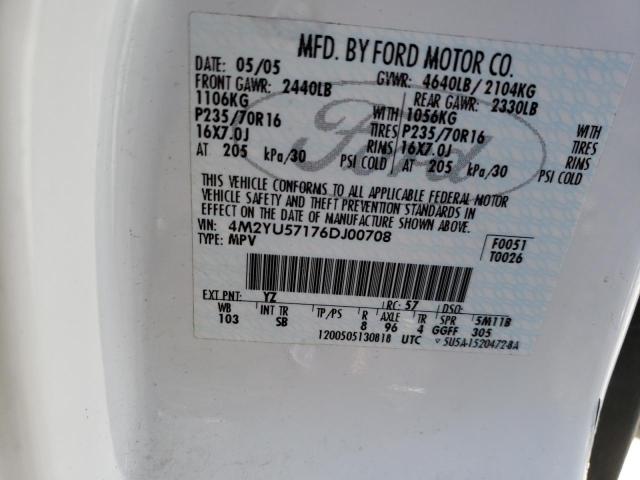 MFD. BY FORD MOTOR CO.
DATE: 05/05 GVWR: 4640LB/2104KG
FRONT GAWR: 2440LB REAR GAWR: 2330LB
1106KG 1056KG WITH
P235/70R16 TIRES P235/70R16 TIRES
16X7.0J RIMS 16X7.0J RIMS
AT 205 kPa/30 PSI COLD AT 205 kPa/30 PSI COLD
THIS VEHICLE CONFORMS TO ALL APPLICABLE FEDERAL MOTOR
VEHICLE SAFETY AND THEFT PREVENTION STANDARDS IN
EFFECT ON THE DATE OF MANUFACTURE SHOWN ABOVE.
VIN: 4M2YU57176DJ00708
TYPE: MPV
F0051
T0026
Ford
EXT PNT: YZ RC: 57 DSO:
WB INT TR TP/PS R AXLE TR SPR 5M11B
103 SB 8 96 4 GGFF 305
1200505130818 UTC ▽5U5A-1520472-BA